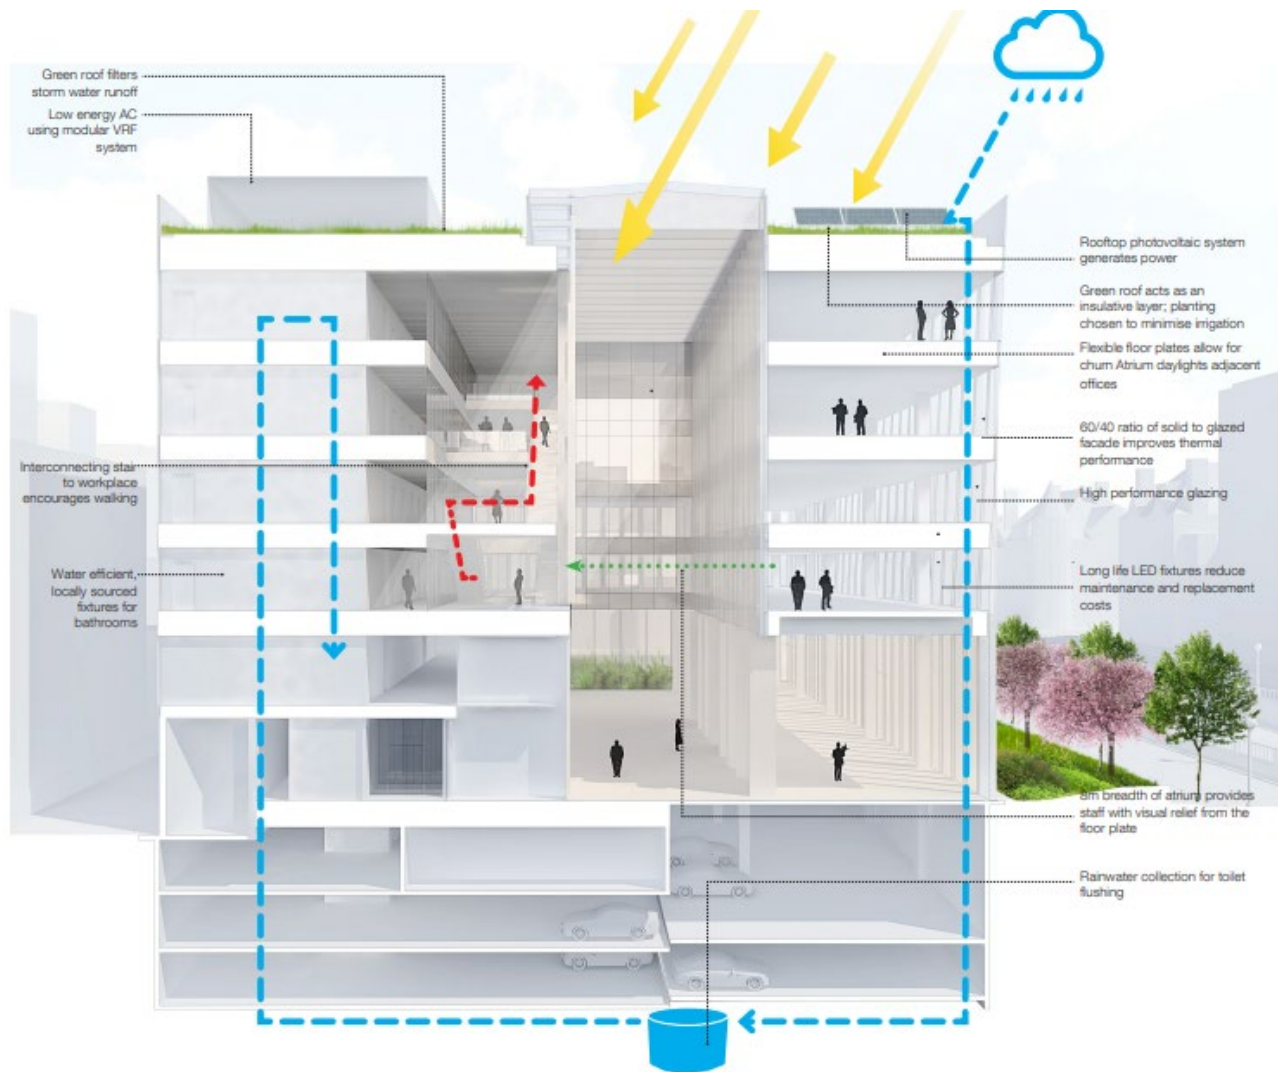 Green roof filters
storm water runoff
Low energy AC
using modular VRF
system
Interconnecting stair
to workplace
encourages walking
Water efficient,
locally sourced
fixtures for
bathrooms
Rooftop photovoltaic system
generates power
Green roof acts as an
insulative layer; planting
chosen to minimise irrigation
Flexible floor plates allow for
churn Atrium daylights adjacent
offices
60/40 ratio of solid to glazed
facade improves thermal
performance
High performance glazing
Long life LED fixtures reduce
maintenance and replacement
costs
8m breadth of atrium provides
staff with visual relief from the
floor plate
Rainwater collection for toilet
flushing